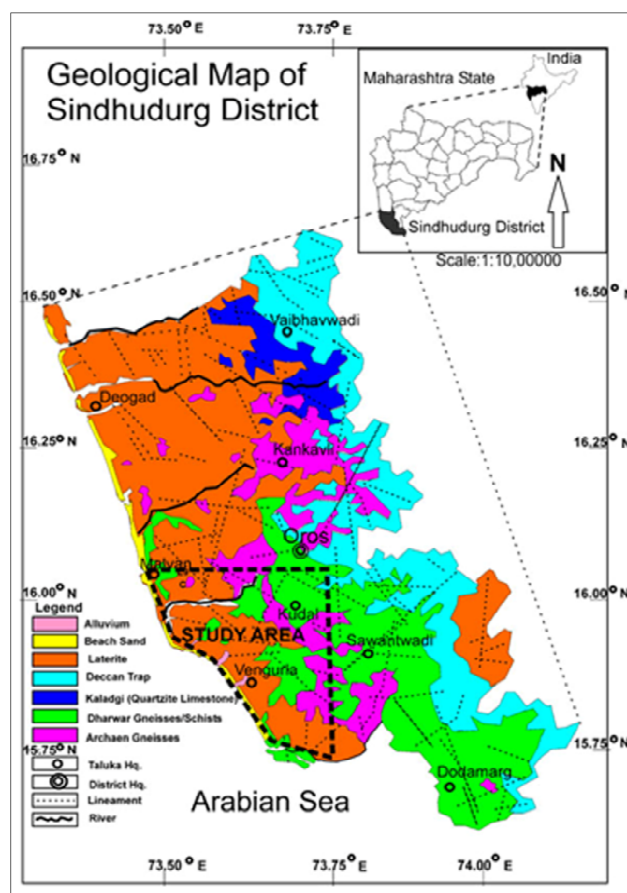 73.50° E
73.75° E
Geological Map of
Sindhudurg District
India
Maharashtra State
N
Sindhudurg District
Scale:1:10,00000
16.75° N
16.50° N
16.50° N
Vaibhavwadi
Deogad
16.25° N
16.25° N
Kankavli
Oros
Malvan
16.00° N
16.00° N
Legend
Alluvium
Beach Sand
Laterite
Deccan Trap
Kaladgi (Quartzite Limestone)
Dharwar Gneisses/Schists
Archaen Gneisses
Taluka Hq.
District Hq.
Lineament
River
Kudal
STUDY AREA
Sawantwadi
Vengurla
15.75° N
15.75° N
Dodamarg
Arabian Sea
73.50° E
73.75° E
74.00° E